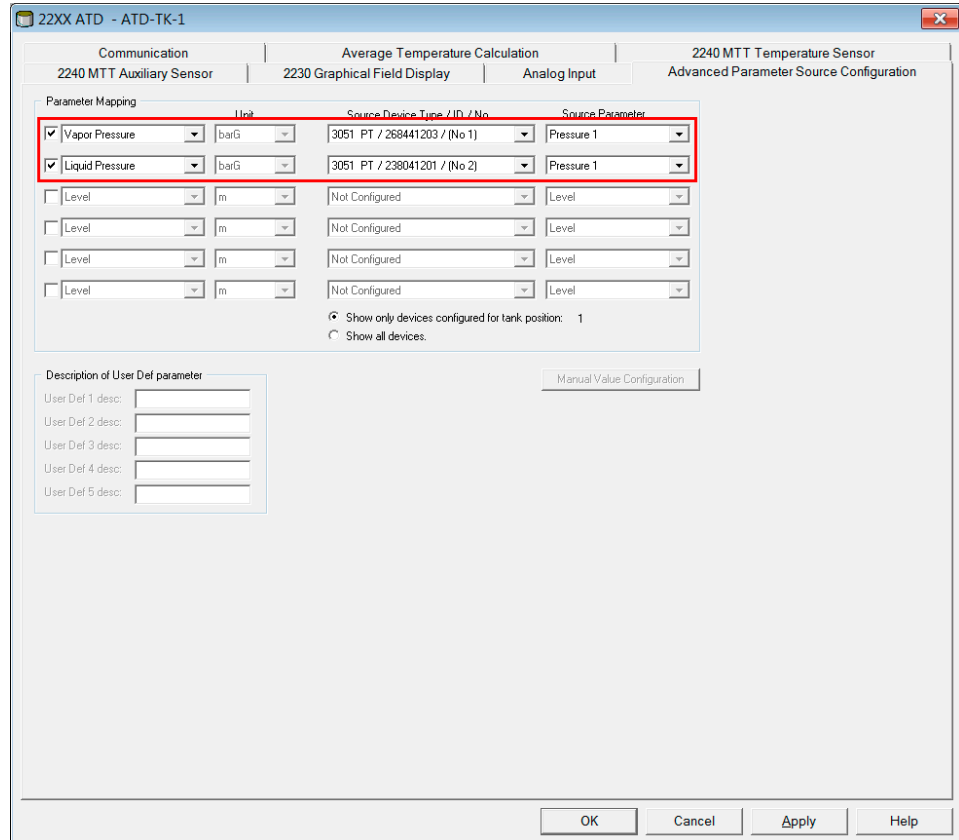 22XX ATD - ATD-TK-1
Communication Average Temperature Calculation 2240 MTT Temperature Sensor
2240 MTT Auxiliary Sensor 2230 Graphical Field Display Analog Input Advanced Parameter Source Configuration
Parameter Mapping
Unit Source Device Type / ID / No Source Parameter
Vapor Pressure barG 3051 PT / 268441203 / (No 1) Pressure 1
Liquid Pressure barG 3051 PT / 238041201 / (No 2) Pressure 1
Level m Not Configured Level
Level m Not Configured Level
Level m Not Configured Level
Level m Not Configured Level
Show only devices configured for tank position: 1
Show all devices.
Description of User Def parameter
Manual Value Configuration
User Def 1 desc:
User Def 2 desc:
User Def 3 desc:
User Def 4 desc:
User Def 5 desc:
OK Cancel Apply Help